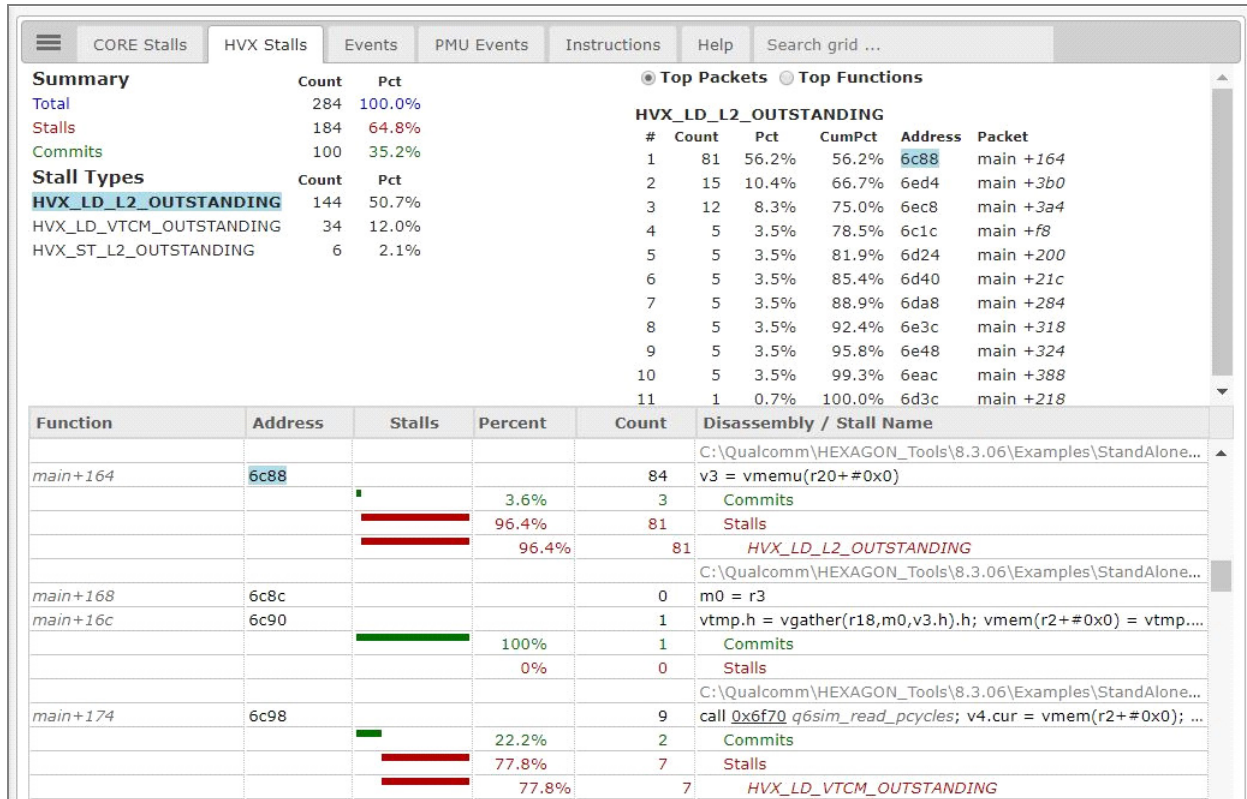 CORE Stalls HVX Stalls Events PMU Events Instructions Help Search grid ...
Summary Count Pct
Total 284 100.0%
Stalls 184 64.8%
Commits 100 35.2%
Stall Types Count Pct
HVX_LD_L2_OUTSTANDING 144 50.7%
HVX_LD_VTCM_OUTSTANDING 34 12.0%
HVX_ST_L2_OUTSTANDING 6 2.1%
Top Packets Top Functions
HVX_LD_L2_OUTSTANDING
# Count Pct CumPct Address Packet
1 81 56.2% 56.2% 6c88 main +164
2 15 10.4% 66.7% 6ed4 main +3b0
3 12 8.3% 75.0% 6ec8 main +3a4
4 5 3.5% 78.5% 6c1c main +f8
5 5 3.5% 81.9% 6d24 main +200
6 5 3.5% 85.4% 6d40 main +21c
7 5 3.5% 88.9% 6da8 main +284
8 5 3.5% 92.4% 6e3c main +318
9 5 3.5% 95.8% 6e48 main +324
10 5 3.5% 99.3% 6eac main +388
11 1 0.7% 100.0% 6d3c main +218
Function Address Stalls Percent Count Disassembly / Stall Name
C:\Qualcomm\HEXAGON_Tools\8.3.06\Examples\StandAlone...
main+164 6c88 84 v3 = vmemu(r20+#0x0)
3.6% 3 Commits
96.4% 81 Stalls
96.4% 81 HVX_LD_L2_OUTSTANDING
C:\Qualcomm\HEXAGON_Tools\8.3.06\Examples\StandAlone...
main+168 6c8c 0 m0 = r3
main+16c 6c90 1 vtmp.h = vgather(r18,m0,v3.h).h; vmem(r2+#0x0) = vtmp....
100% 1 Commits
0% 0 Stalls
C:\Qualcomm\HEXAGON_Tools\8.3.06\Examples\StandAlone...
main+174 6c98 9 call 0x6f70 q6sim_read_pcycles; v4.cur = vmem(r2+#0x0); ...
22.2% 2 Commits
77.8% 7 Stalls
77.8% 7 HVX_LD_VTCM_OUTSTANDING